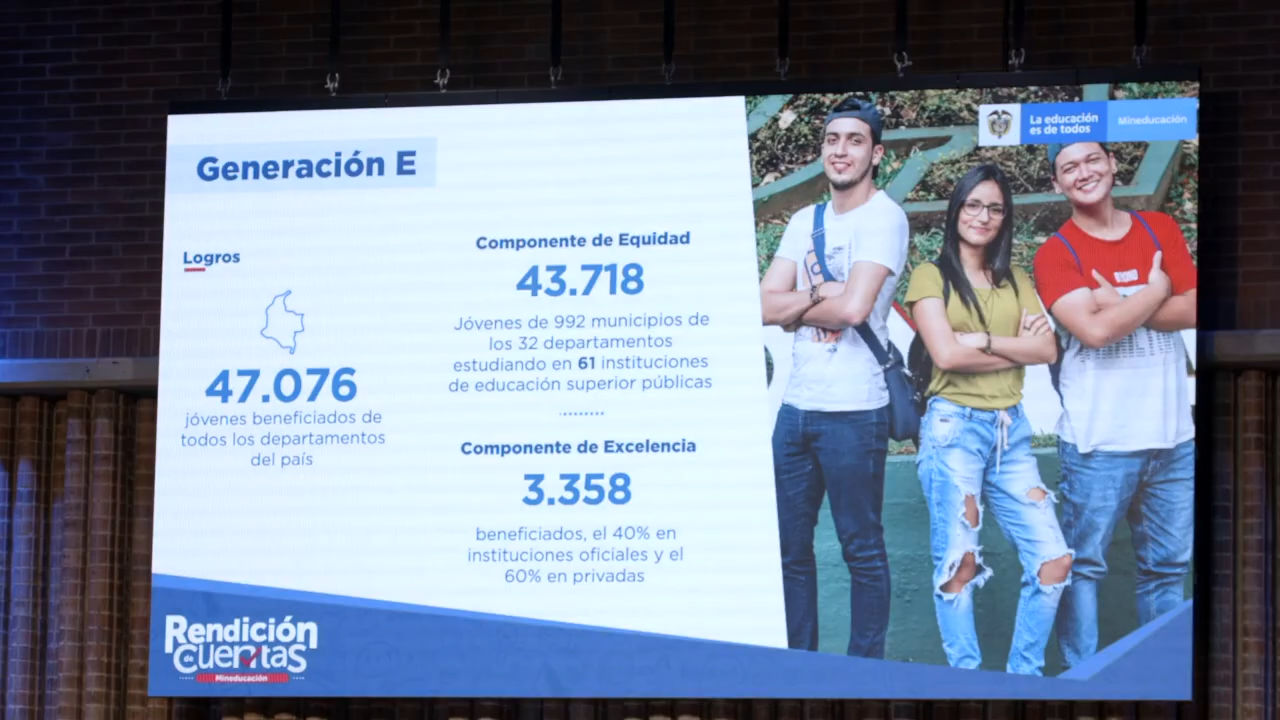 Generación E
La educación
es de todos
Mineducación
Logros
47.076
jóvenes beneficiados de
todos los departamentos
del país
Componente de Equidad
43.718
Jóvenes de 992 municipios de
los 32 departamentos
estudiando en 61 instituciones
de educación superior públicas
Componente de Excelencia
3.358
beneficiados, el 40% en
instituciones oficiales y el
60% en privadas
Rendición
de cuentas
Mineducación